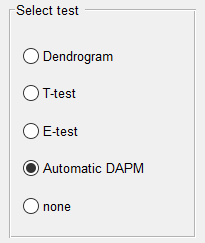 Select test
Dendrogram
T-test
E-test
Automatic DAPM
none